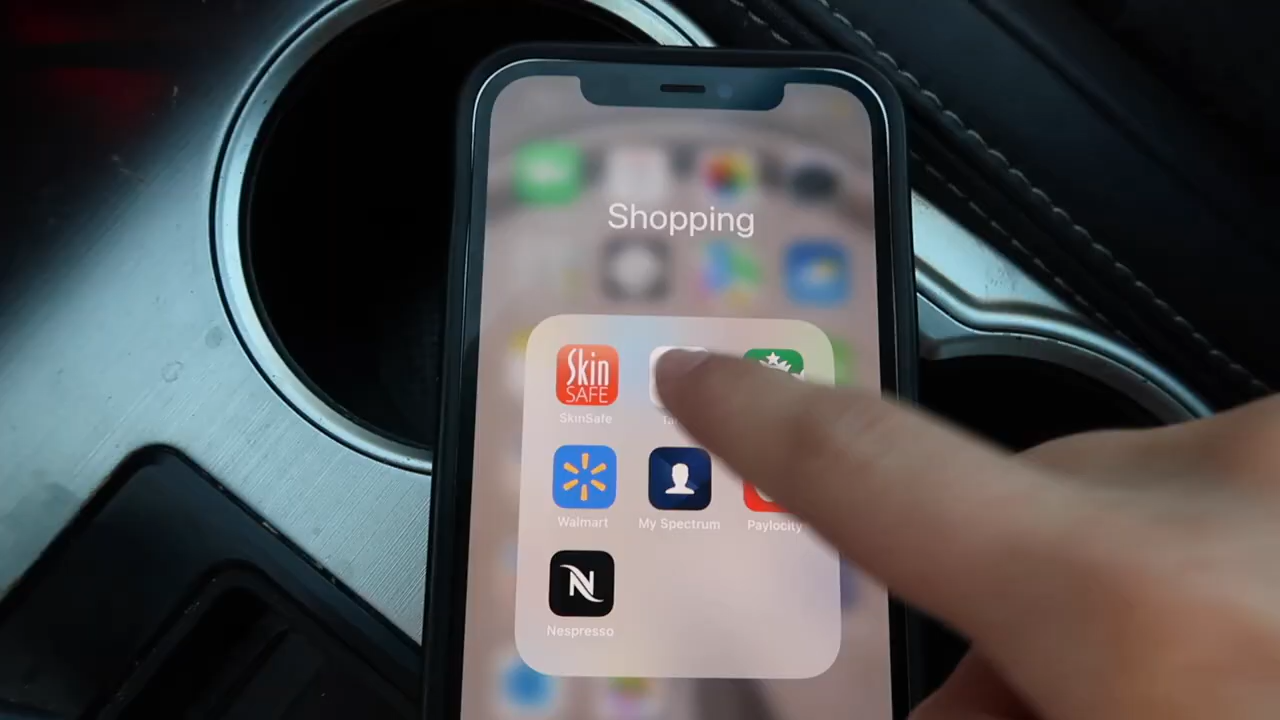 Shopping
Skin
SAFE
SkinSafe
Walmart
My Spectrum
Paylocity
N
Nespresso